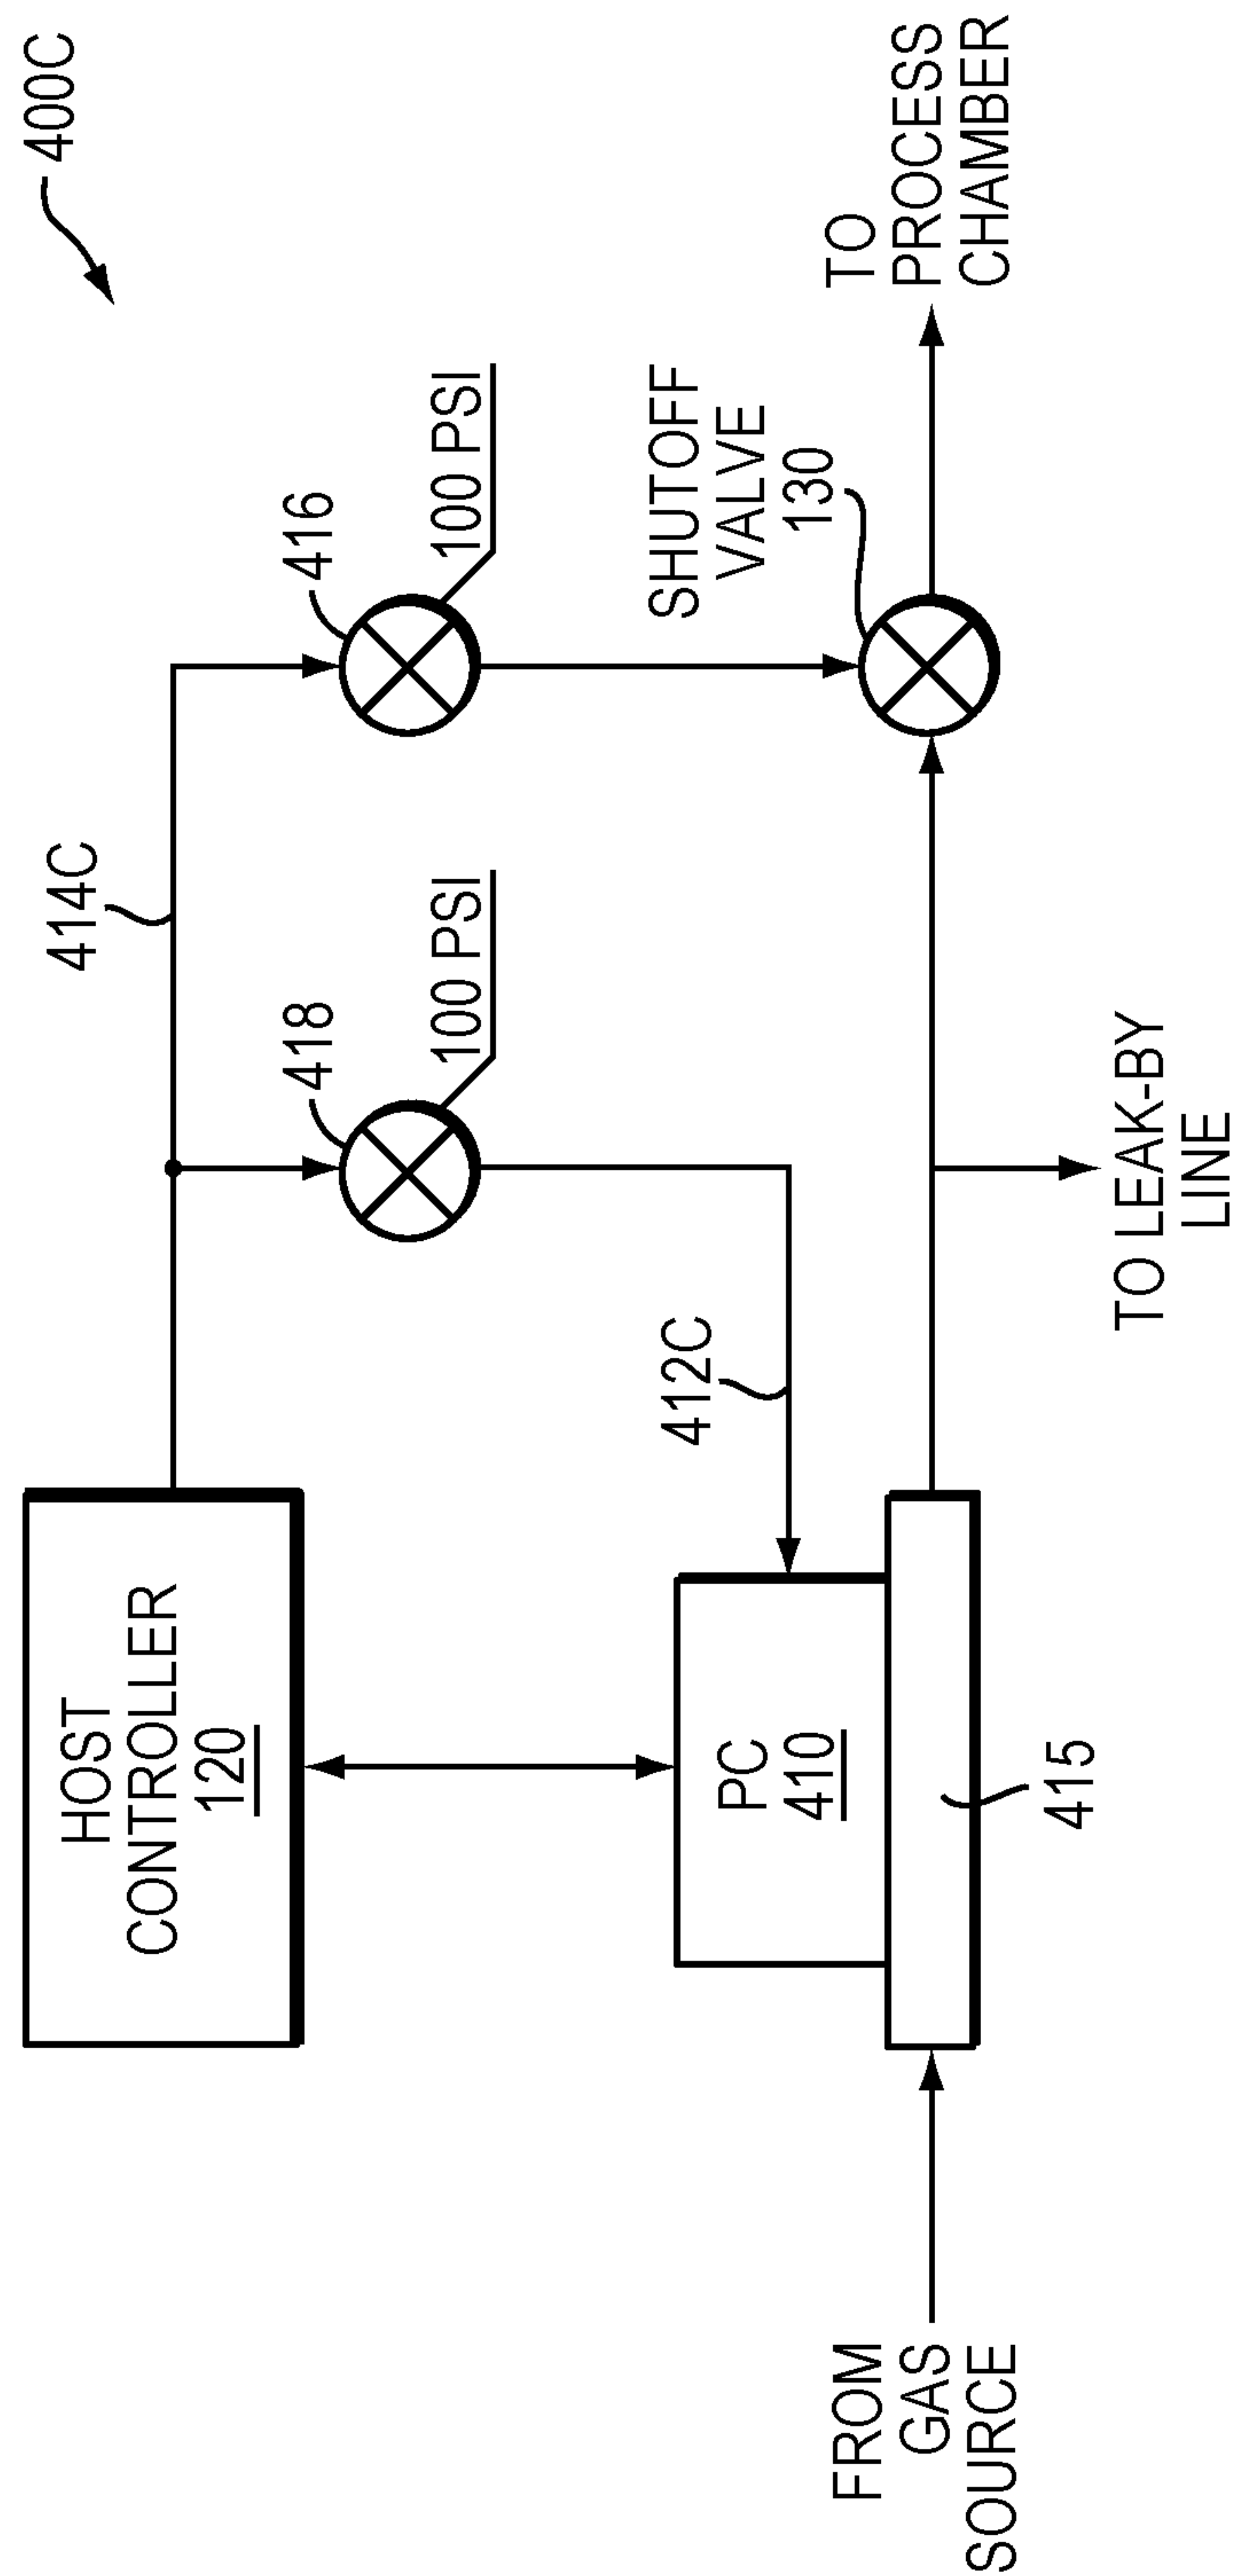 400C
414C
HOST
CONTROLLER
120
418
100 PSI
416
100 PSI
412C
SHUTOFF
VALVE
130
PC
410
415
FROM
GAS
SOURCE
TO LEAK-BY
LINE
TO
PROCESS
CHAMBER